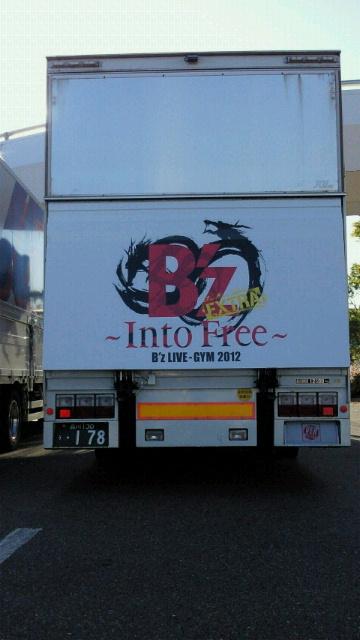 B'z
EXTRA
~Into Free~
B'z LIVE-GYM 2012
178